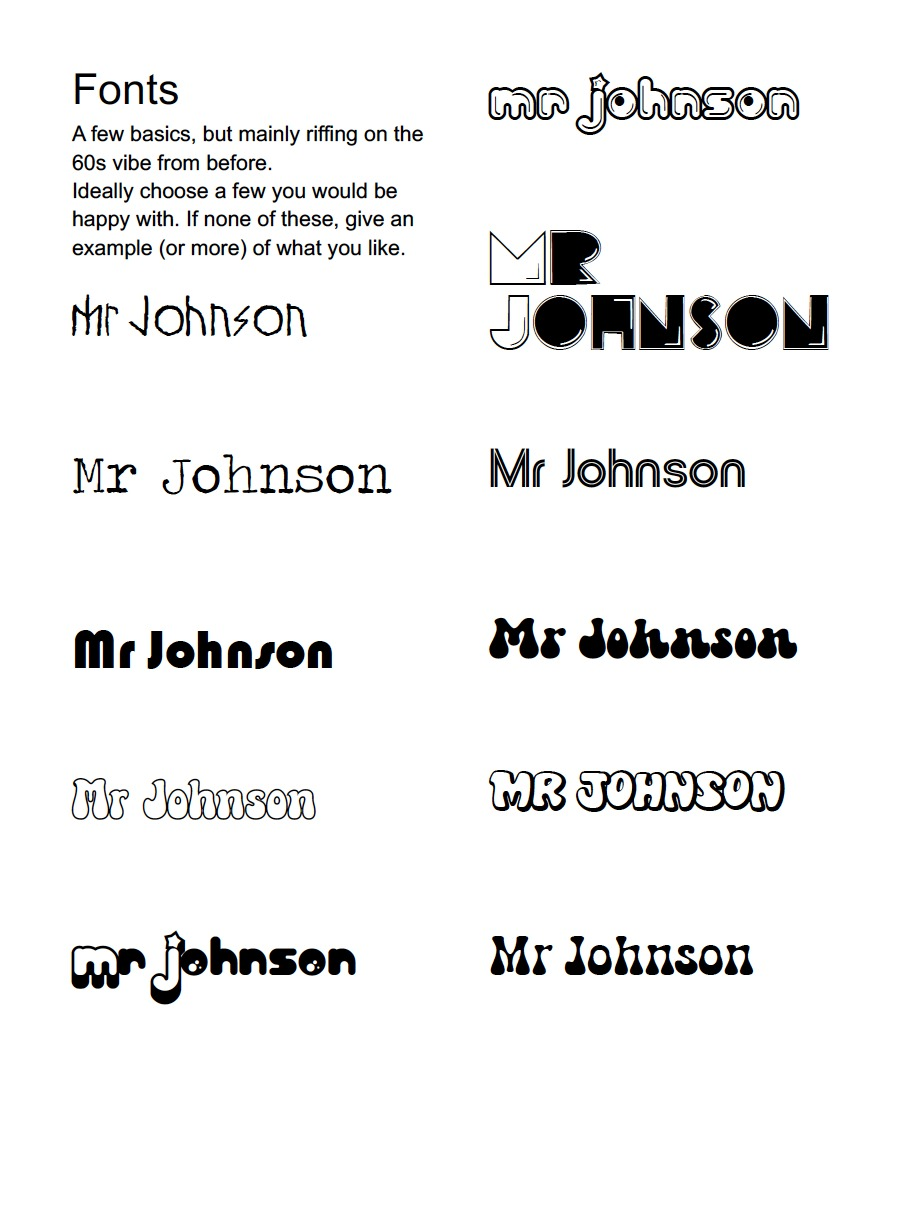 Fonts
A few basics, but mainly riffing on the
60s vibe from before.
Ideally choose a few you would be
happy with. If none of these, give an
example (or more) of what you like.
Mr Johnson
Mr Johnson
Mr Johnson
Mr Johnson
mr johnson
mr johnson
MR
JOHNSON
Mr Johnson
Mr Johnson
MR JOHNSON
Mr Johnson